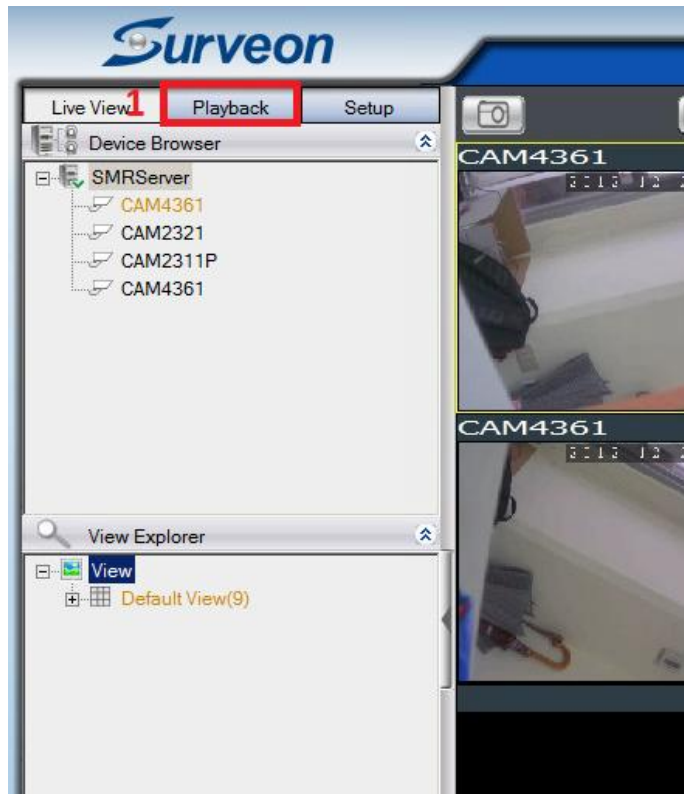 Surveon
Live View 1 Playback Setup
Device Browser
SMRServer
CAM4361
CAM2321
CAM2311P
CAM4361
View Explorer
View
Default View(9)
CAM4361
CAM4361